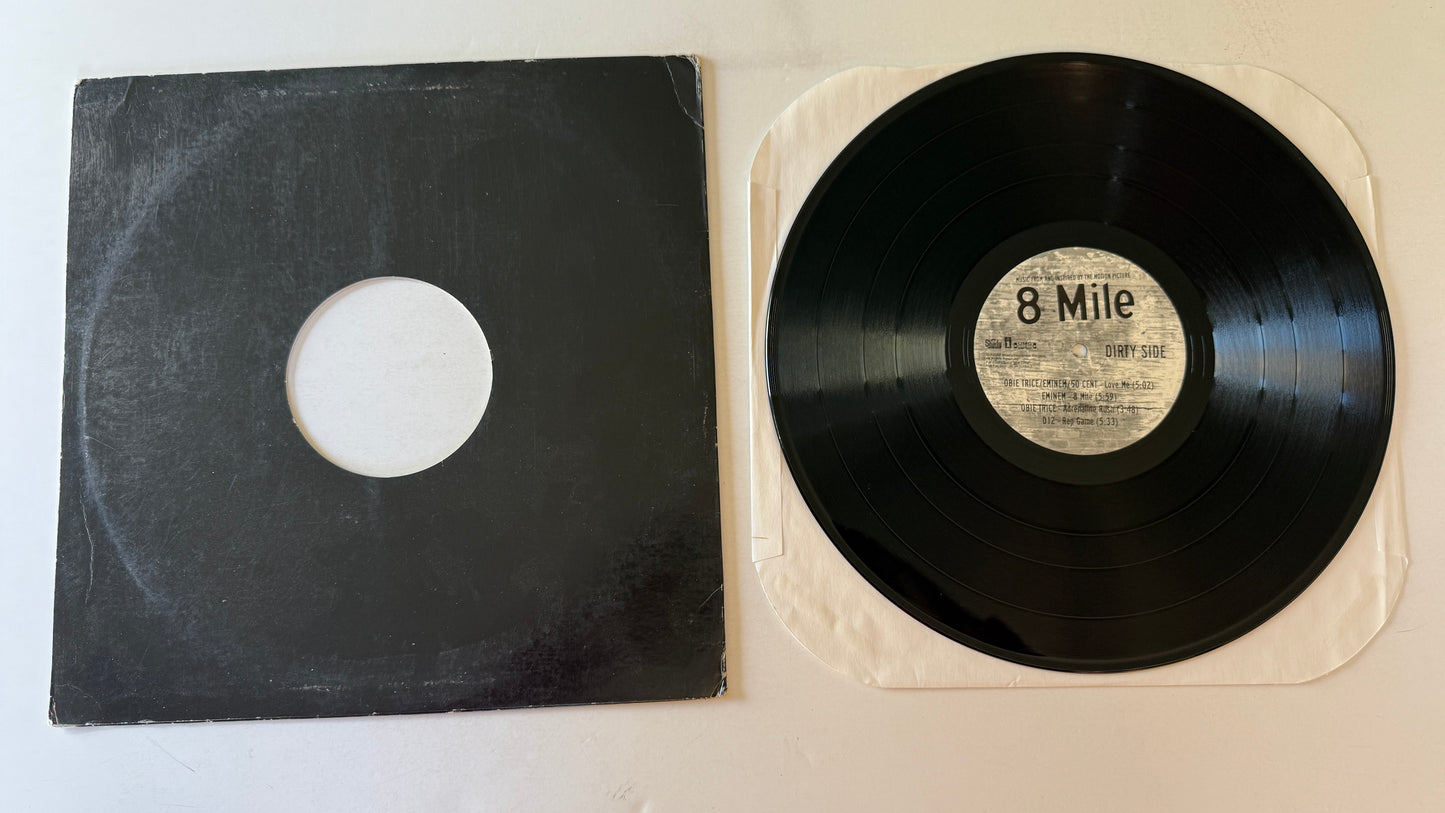 MUSIC FROM AND INSPIRED BY THE MOTION PICTURE
8 Mile
DIRTY SIDE
OBIE TRICE/EMINEM/50 CENT - Love Me (5:02)
EMINEM - 8 Mile (5:59)
OBIE TRICE - Adrenaline Rush (3:48)
D12 - Rap Game (5:33)